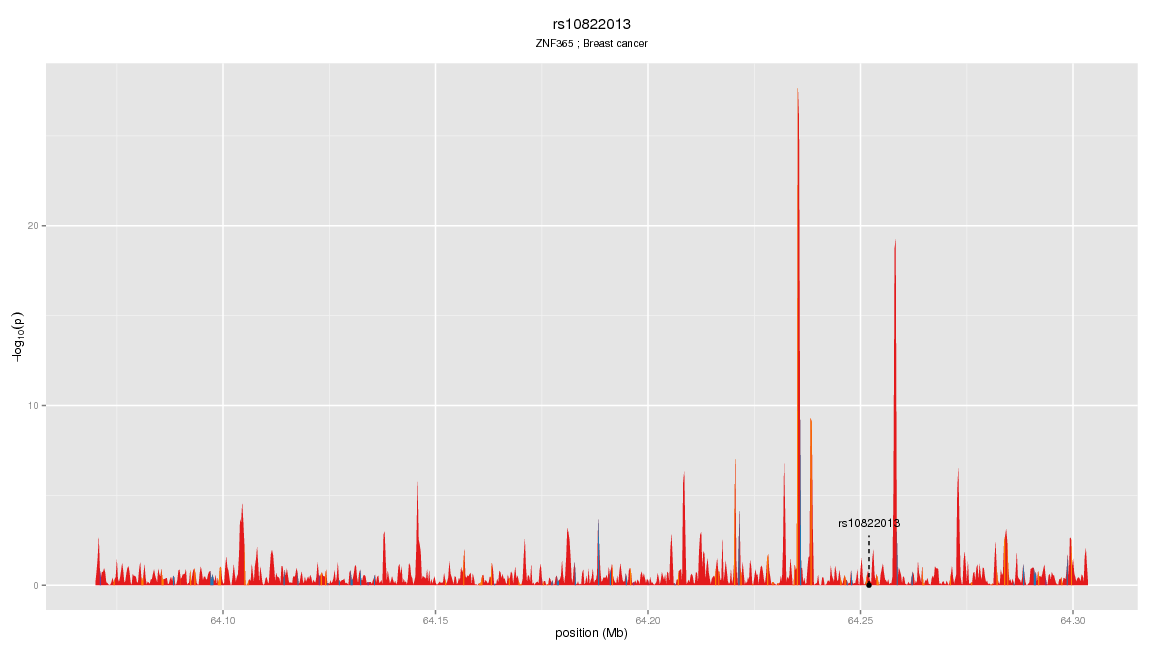 rs10822013
ZNF365 ; Breast cancer
−log10(p)
20
10
0
rs10822013
64.10
64.15
64.20
64.25
64.30
position (Mb)